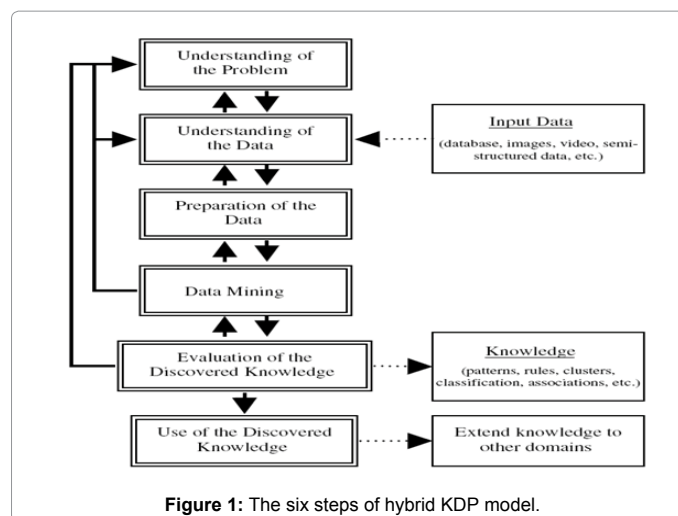 Understanding of
the Problem
Understanding of
the Data
Input Data
(database, images, video, semi-
structured data, etc.)
Preparation of the
Data
Data Mining
Evaluation of the
Discovered Knowledge
Knowledge
(patterns, rules, clusters,
classification, associations, etc.)
Use of the Discovered
Knowledge
Extend knowledge to
other domains
Figure 1: The six steps of hybrid KDP model.